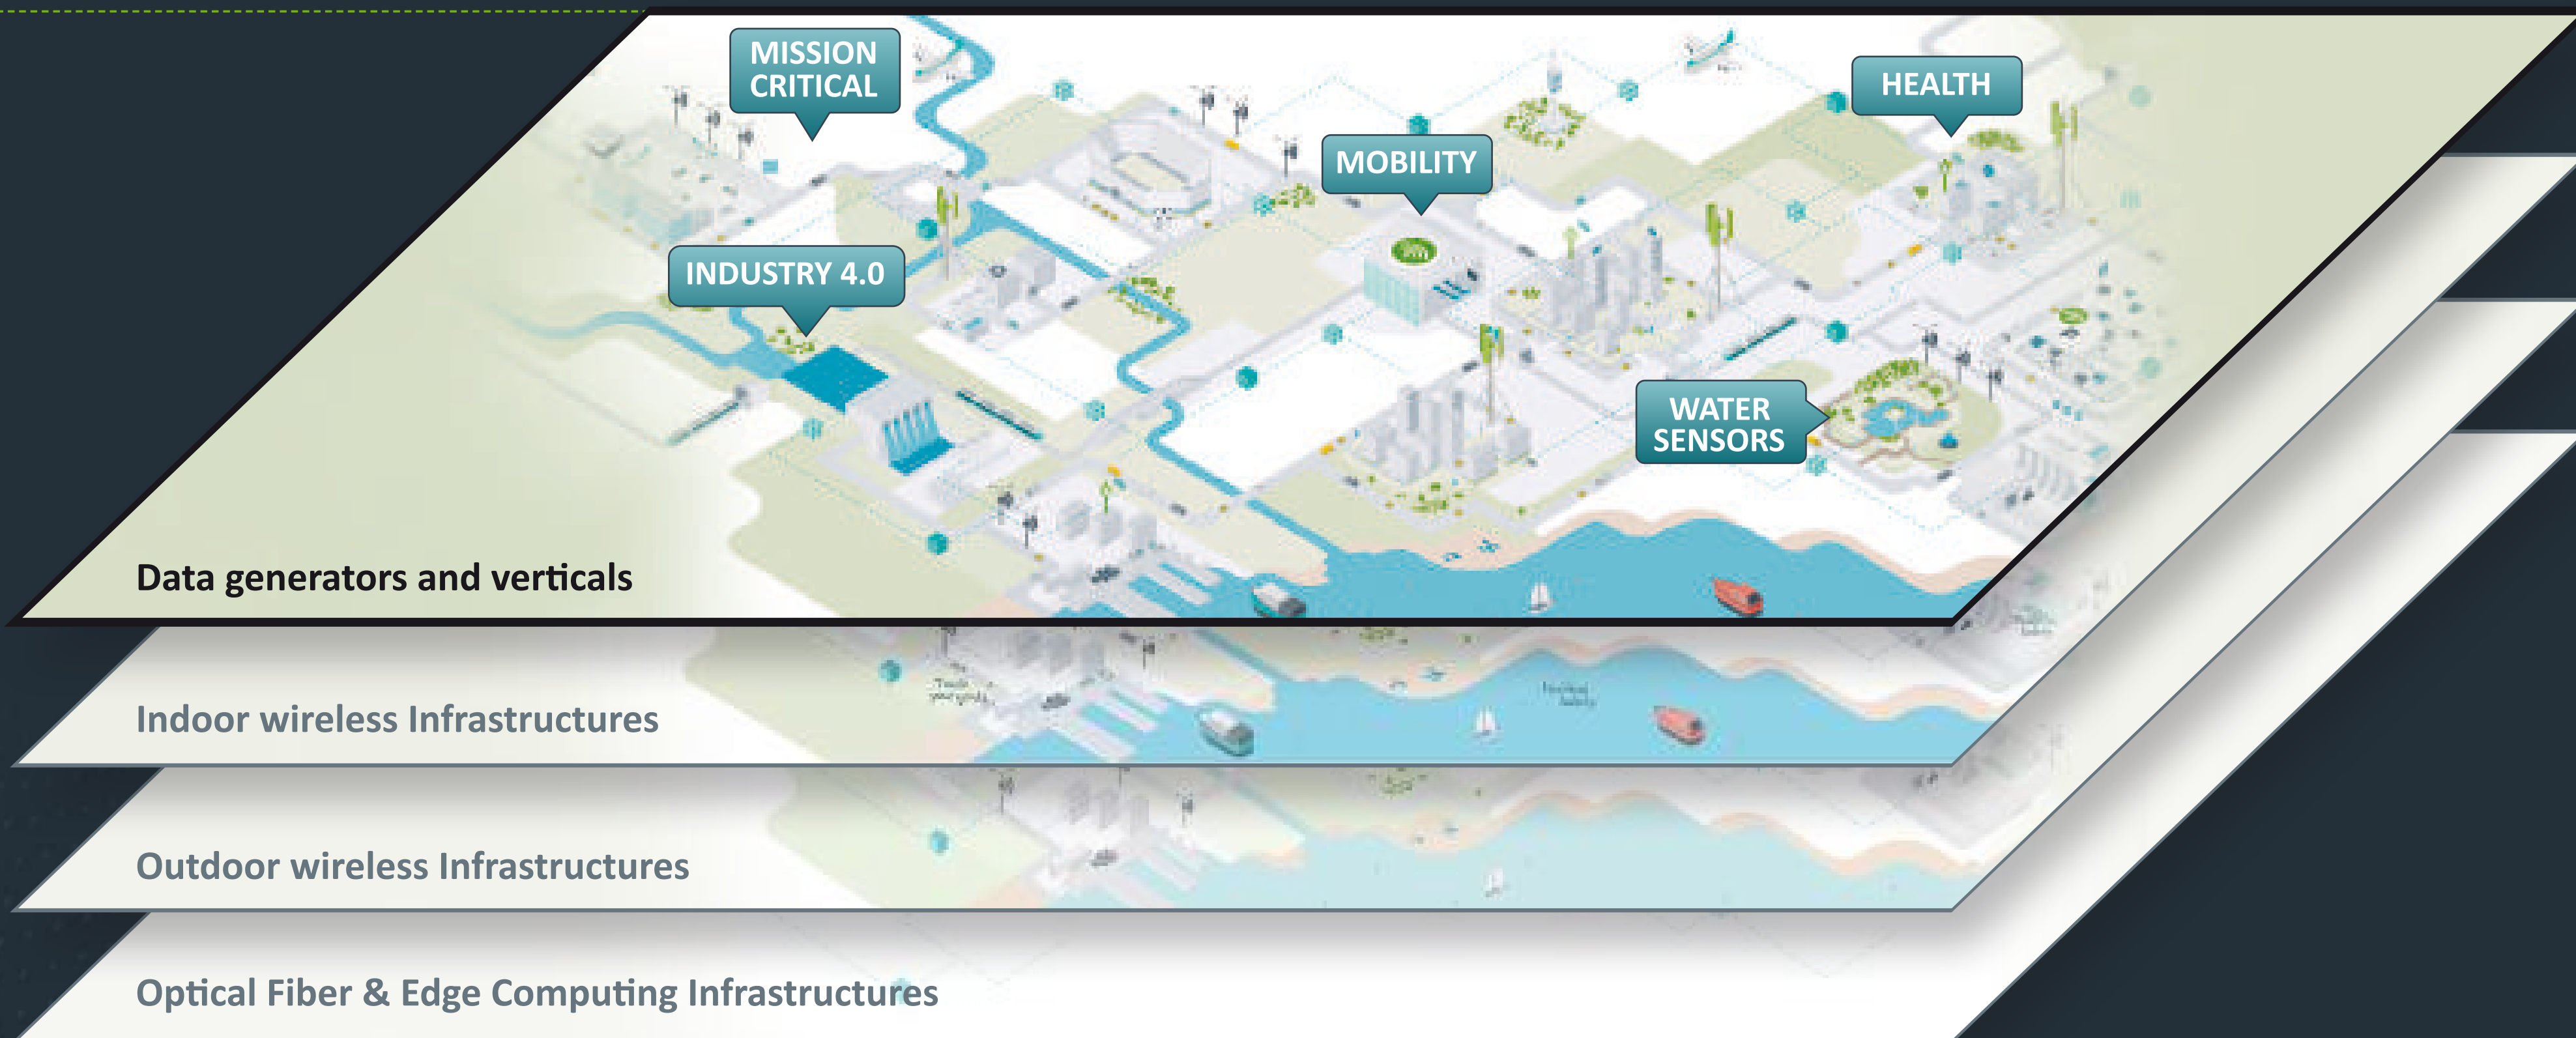 MISSION
CRITICAL
HEALTH
MOBILITY
INDUSTRY 4.0
WATER
SENSORS
Data generators and verticals
Indoor wireless Infrastructures
Outdoor wireless Infrastructures
Optical Fiber & Edge Computing Infrastructures